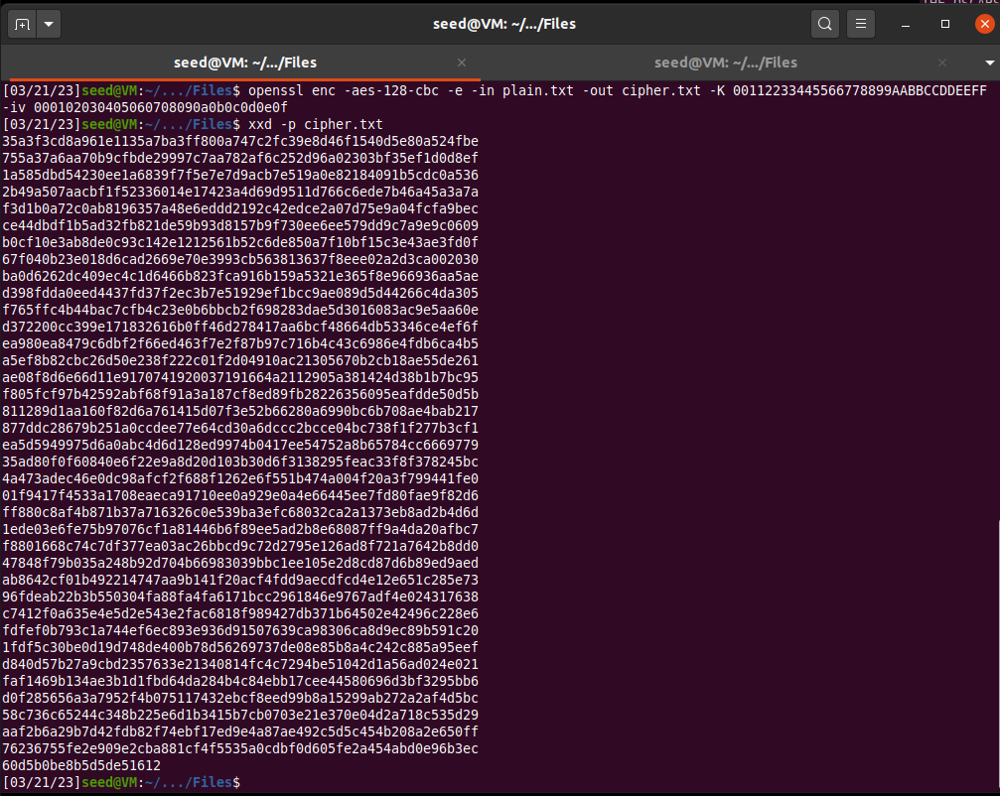 seed@VM: ~/.../Files
seed@VM: ~/.../Files
seed@VM: ~/.../Files
[03/21/23]seed@VM:~/.../Files$ openssl enc -aes-128-cbc -e -in plain.txt -out cipher.txt -K 00112233445566778899AABBCCDDEEFF
-iv 000102030405060708090a0b0c0d0e0f
[03/21/23]seed@VM:~/.../Files$ xxd -p cipher.txt
35a3f3cd8a961e1135a7ba3ff800a747c2fc39e8d46f1540d5e80a524fbe
755a37a6aa70b9cfbde29997c7aa782af6c252d96a02303bf35ef1d0d8ef
1a585dbd54230ee1a6839f7f5e7e7d9acb7e519a0e82184091b5cdc0a536
2b49a507aacbf1f52336014e17423a4d69d9511d766c6ede7b46a45a3a7a
f3d1b0a72c0ab8196357a48e6eddd2192c42edce2a07d75e9a04fcfa9bec
ce44dbdf1b5ad32fb821de59b93d8157b9f730ee6ee579dd9c7a9e9c0609
b0cf10e3ab8de0c93c142e1212561b52c6de850a7f10bf15c3e43ae3fd0f
67f040b23e018d6cad2669e70e3993cb563813637f8eee02a2d3ca002030
ba0d6262dc409ec4c1d6466b823fca916b159a5321e365f8e966936aa5ae
d398fdda0eed4437fd37f2ec3b7e51929ef1bcc9ae089d5d44266c4da305
f765ffc4b44bac7cfb4c23e0b6bbcb2f698283dae5d3016083ac9e5aa60e
d372200cc399e171832616b0ff46d278417aa6bcf48664db53346ce4ef6f
ea980ea8479c6dbf2f66ed463f7e2f87b97c716b4c43c6986e4fdb6ca4b5
a5ef8b82cbc26d50e238f222c01f2d04910ac21305670b2cb18ae55de261
ae08f8d6e66d11e9170741920037191664a2112905a381424d38b1b7bc95
f805fcf97b42592abf68f91a3a187cf8ed89fb28226356095eafdde50d5b
811289d1aa160f82d6a761415d07f3e52b66280a6990bc6b708ae4bab217
877ddc28679b251a0ccdee77e64cd30a6dccc2bcce04bc738f1f277b3cf1
ea5d5949975d6a0abc4d6d128ed9974b0417ee54752a8b65784cc6669779
35ad80f0f60840e6f22e9a8d20d103b30d6f3138295feac33f8f378245bc
4a473adec46e0dc98afcf2f688f1262e6f551b474a004f20a3f799441fe0
01f9417f4533a1708eaeca91710ee0a929e0a4e66445ee7fd80fae9f82d6
ff880c8af4b871b37a716326c0e539ba3efc68032ca2a1373eb8ad2b4d6d
1ede03e6fe75b97076cf1a81446b6f89ee5ad2b8e68087ff9a4da20afbc7
f8801668c74c7df377ea03ac26bbcd9c72d2795e126ad8f721a7642b8dd0
47848f79b035a248b92d704b66983039bbc1ee105e2d8cd87d6b89ed9aed
ab8642cf01b492214747aa9b141f20acf4fdd9aecdfcd4e12e651c285e73
96fdeab22b3b550304fa88fa4fa6171bcc2961846e9767adf4e024317638
c7412f0a635e4e5d2e543e2fac6818f989427db371b64502e42496c228e6
fdfef0b793c1a744ef6ec893e936d91507639ca98306ca8d9ec89b591c20
1fdf5c30be0d19d748de400b78d56269737de08e85b8a4c242c885a95eef
d840d57b27a9cbd2357633e21340814fc4c7294be51042d1a56ad024e021
faf1469b134ae3b1d1fbd64da284b4c84ebb17cee44580696d3bf3295bb6
d0f285656a3a7952f4b075117432ebcf8eed99b8a15299ab272a2af4d5bc
58c736c65244c348b225e6d1b3415b7cb0703e21e370e04d2a718c535d29
aaf2b6a29b7d42fdb82f74ebf17ed9e4a87ae492c5d5c454b208a2e650ff
76236755fe2e909e2cba881cf4f5535a0cdbf0d605fe2a454abd0e96b3ec
60d5b0be8b5d5de51612
[03/21/23]seed@VM:~/.../Files$